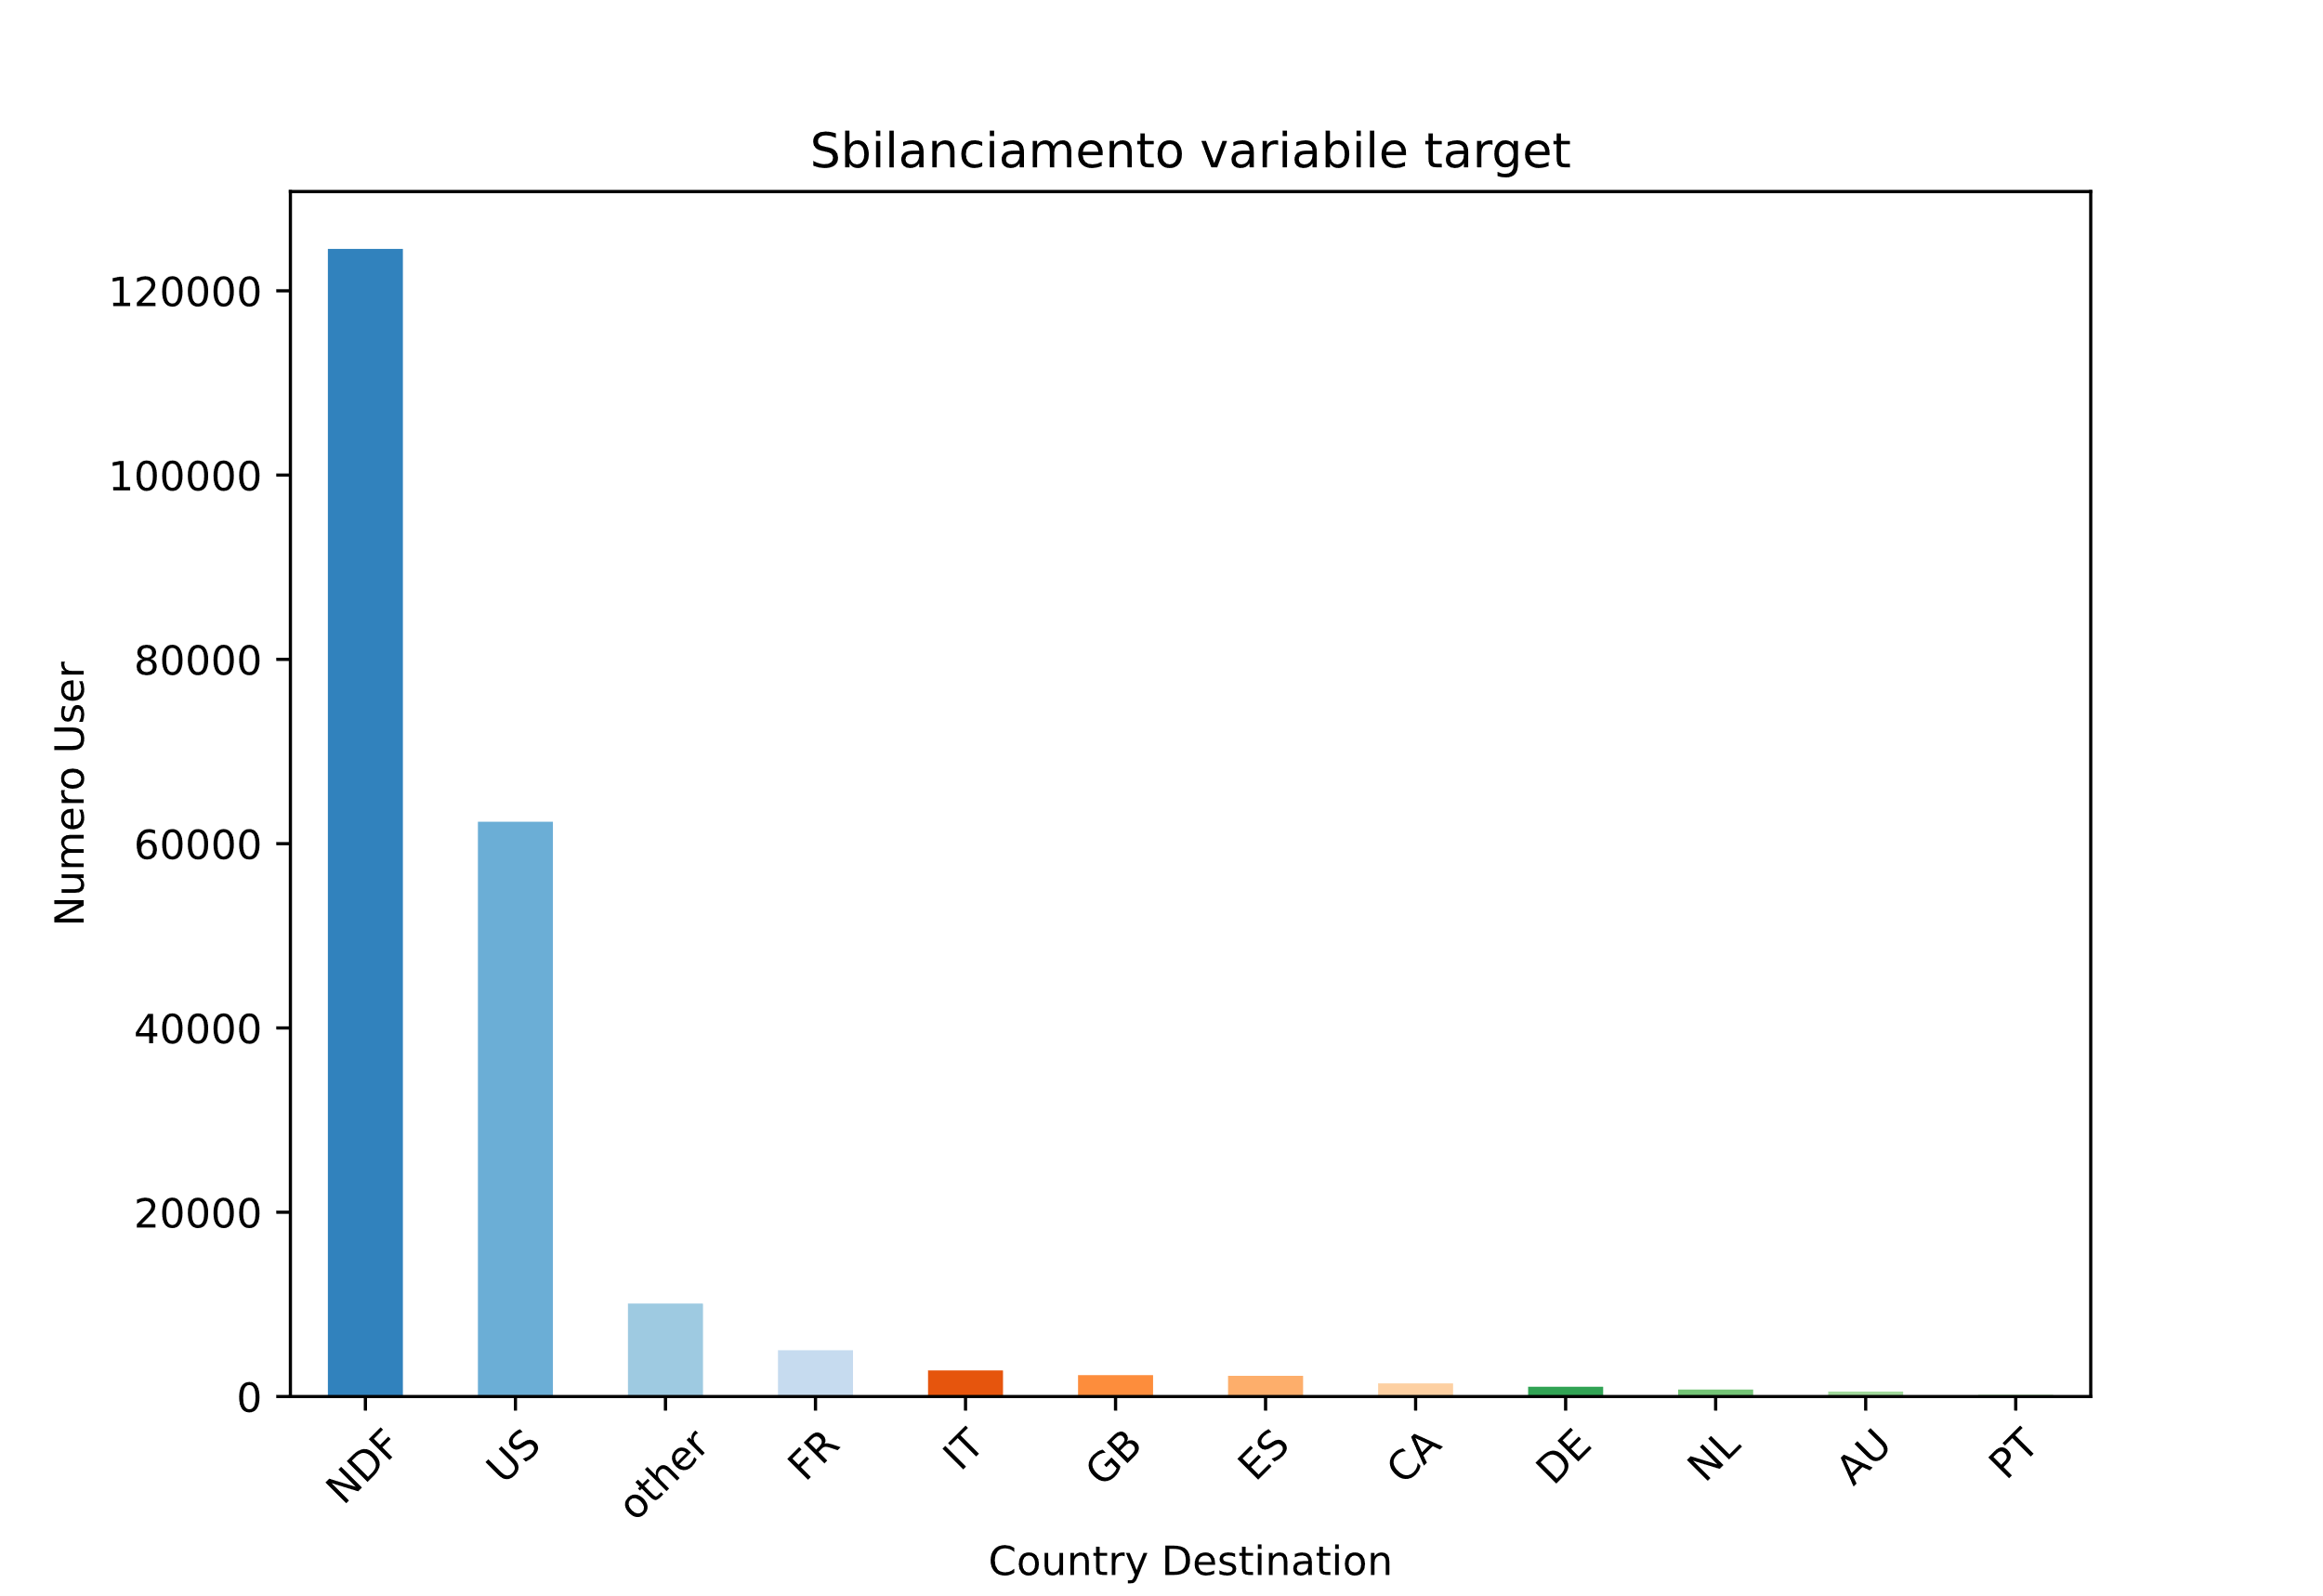 Sbilanciamento variabile target
Numero User
120000
100000
80000
60000
40000
20000
0
NDF
US
other
FR
IT
GB
ES
CA
DE
NL
AU
PT
Country Destination